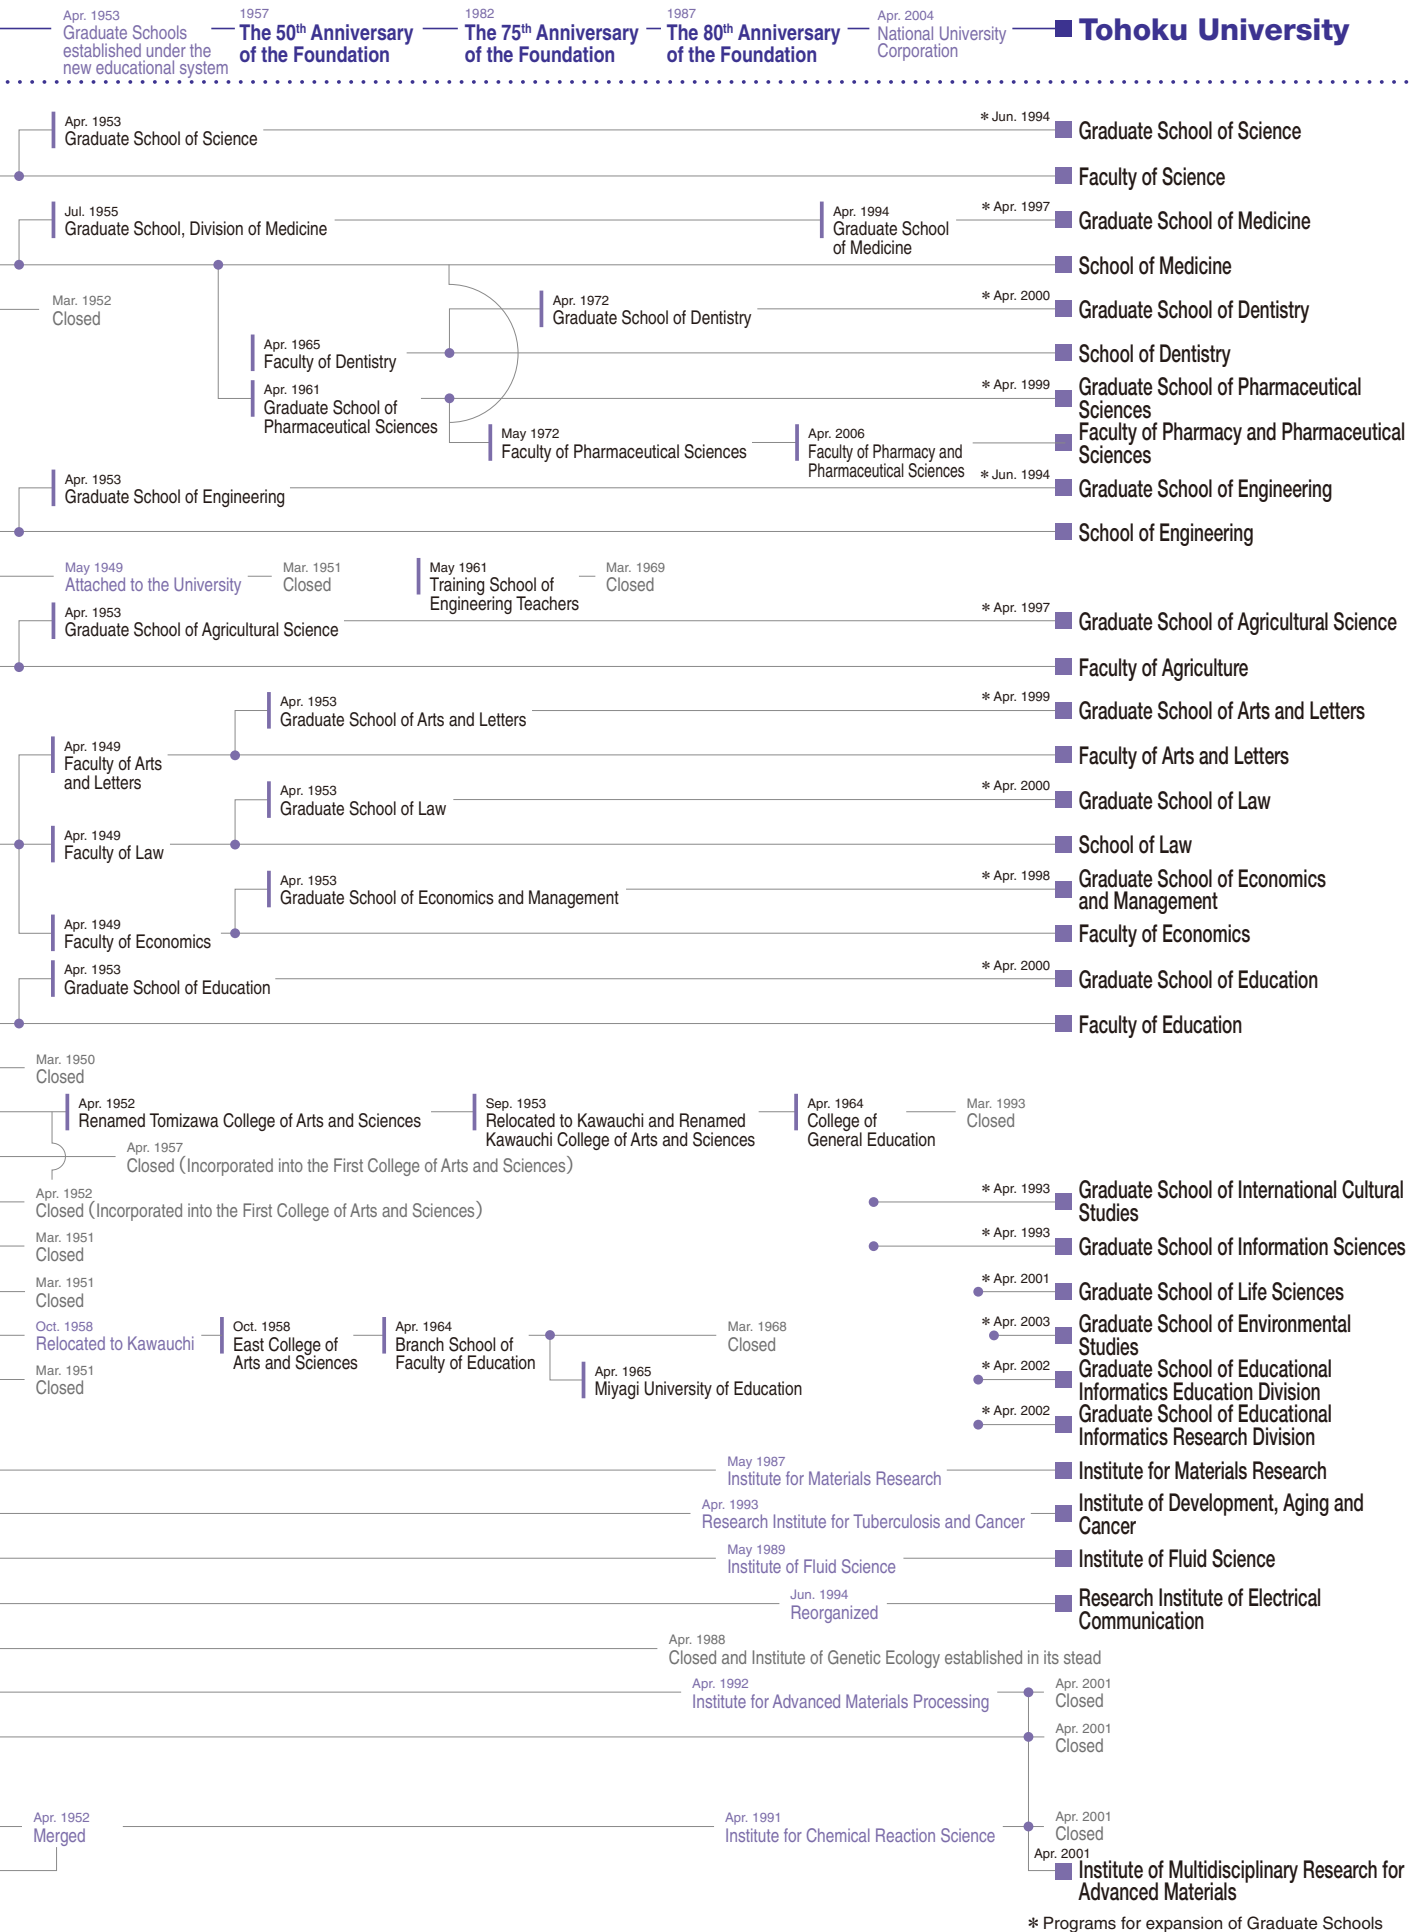 Apr. 1953
Graduate Schools
established under the
new educational system
1957
The 50th Anniversary
of the Foundation
1982
The 75th Anniversary
of the Foundation
1987
The 80th Anniversary
of the Foundation
Apr. 2004
National University
Corporation
Tohoku University
Apr. 1953
Graduate School of Science
* Jun. 1994
Graduate School of Science
Faculty of Science
Jul. 1955
Graduate School, Division of Medicine
Apr. 1994
Graduate School
of Medicine
* Apr. 1997
Graduate School of Medicine
School of Medicine
Mar. 1952
Closed
Apr. 1972
Graduate School of Dentistry
* Apr. 2000
Graduate School of Dentistry
Apr. 1965
Faculty of Dentistry
School of Dentistry
Apr. 1961
Graduate School of
Pharmaceutical Sciences
* Apr. 1999
Graduate School of Pharmaceutical
Sciences
May 1972
Faculty of Pharmaceutical Sciences
Apr. 2006
Faculty of Pharmacy and
Pharmaceutical Sciences
Faculty of Pharmacy and Pharmaceutical
Sciences
Apr. 1953
Graduate School of Engineering
* Jun. 1994
Graduate School of Engineering
School of Engineering
May 1949
Attached to the University
Mar. 1951
Closed
May 1961
Training School of
Engineering Teachers
Mar. 1969
Closed
Apr. 1953
Graduate School of Agricultural Science
* Apr. 1997
Graduate School of Agricultural Science
Faculty of Agriculture
Apr. 1953
Graduate School of Arts and Letters
* Apr. 1999
Graduate School of Arts and Letters
Apr. 1949
Faculty of Arts
and Letters
Faculty of Arts and Letters
Apr. 1953
Graduate School of Law
* Apr. 2000
Graduate School of Law
Apr. 1949
Faculty of Law
School of Law
Apr. 1953
Graduate School of Economics and Management
* Apr. 1998
Graduate School of Economics
and Management
Apr. 1949
Faculty of Economics
Faculty of Economics
Apr. 1953
Graduate School of Education
* Apr. 2000
Graduate School of Education
Faculty of Education
Mar. 1950
Closed
Apr. 1952
Renamed Tomizawa College of Arts and Sciences
Sep. 1953
Relocated to Kawauchi and Renamed
Kawauchi College of Arts and Sciences
Apr. 1964
College of
General Education
Mar. 1993
Closed
Apr. 1957
Closed (Incorporated into the First College of Arts and Sciences)
Apr. 1952
Closed (Incorporated into the First College of Arts and Sciences)
* Apr. 1993
Graduate School of International Cultural
Studies
Mar. 1951
Closed
* Apr. 1993
Graduate School of Information Sciences
Mar. 1951
Closed
* Apr. 2001
Graduate School of Life Sciences
Oct. 1958
Relocated to Kawauchi
Oct. 1958
East College of
Arts and Sciences
Apr. 1964
Branch School of
Faculty of Education
Mar. 1968
Closed
* Apr. 2003
Graduate School of Environmental
Studies
Mar. 1951
Closed
Apr. 1965
Miyagi University of Education
* Apr. 2002
Graduate School of Educational
Informatics Education Division
* Apr. 2002
Graduate School of Educational
Informatics Research Division
May 1987
Institute for Materials Research
Institute for Materials Research
Apr. 1993
Research Institute for Tuberculosis and Cancer
Institute of Development, Aging and
Cancer
May 1989
Institute of Fluid Science
Institute of Fluid Science
Jun. 1994
Reorganized
Research Institute of Electrical
Communication
Apr. 1988
Closed and Institute of Genetic Ecology established in its stead
Apr. 1992
Institute for Advanced Materials Processing
Apr. 2001
Closed
Apr. 2001
Closed
Apr. 1952
Merged
Apr. 1991
Institute for Chemical Reaction Science
Apr. 2001
Closed
Apr. 2001
Institute of Multidisciplinary Research for
Advanced Materials
* Programs for expansion of Graduate Schools